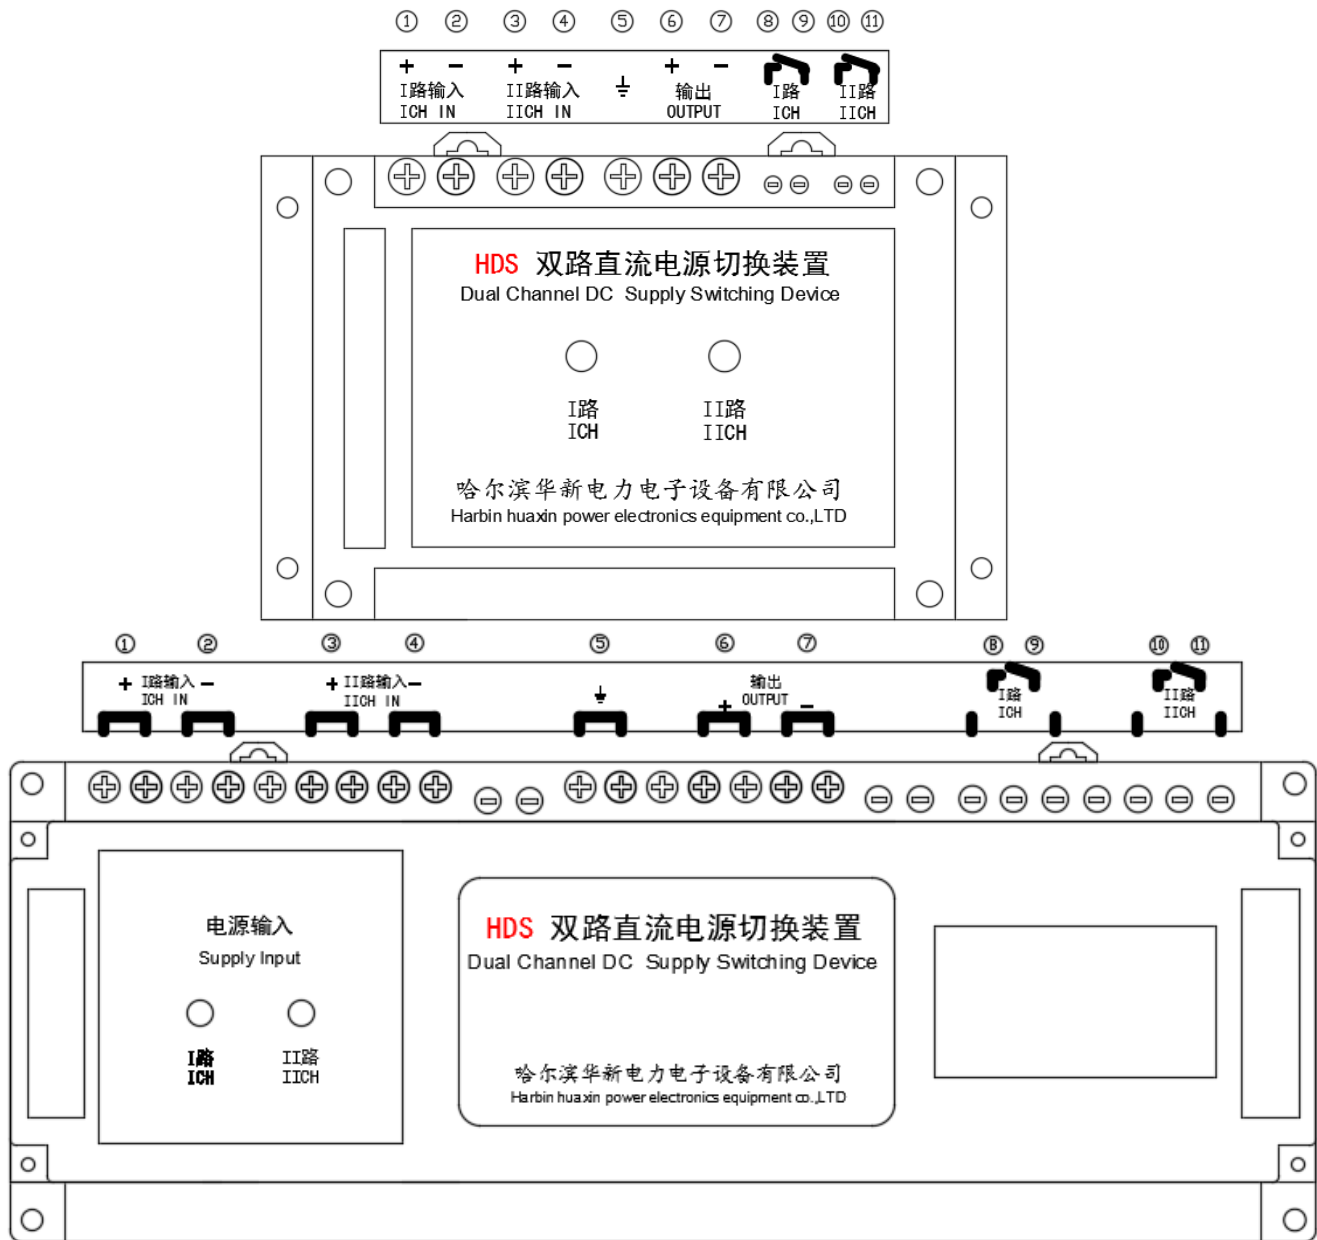 ① ② ③ ④ ⑤ ⑥ ⑦ ⑧ ⑨ ⑩ ⑪
+ − + − + −
I路输入 II路输入 输出 I路 II路
ICH IN IICH IN OUTPUT ICH IICH
HDS 双路直流电源切换装置
Dual Channel DC Supply Switching Device
I路 II路
ICH IICH
哈尔滨华新电力电子设备有限公司
Harbin huaxin power electronics equipment co.,LTD
① ② ③ ④ ⑤ ⑥ ⑦ ⑧ ⑨ ⑩ ⑪
+ I路输入 − + II路输入 − 输出 I路 II路
ICH IN IICH IN OUTPUT ICH IICH
+ −
HDS 双路直流电源切换装置
Dual Channel DC Supply Switching Device
电源输入
Supply Input
I路 II路
ICH IICH
哈尔滨华新电力电子设备有限公司
Harbin huaxin power electronics equipment co.,LTD